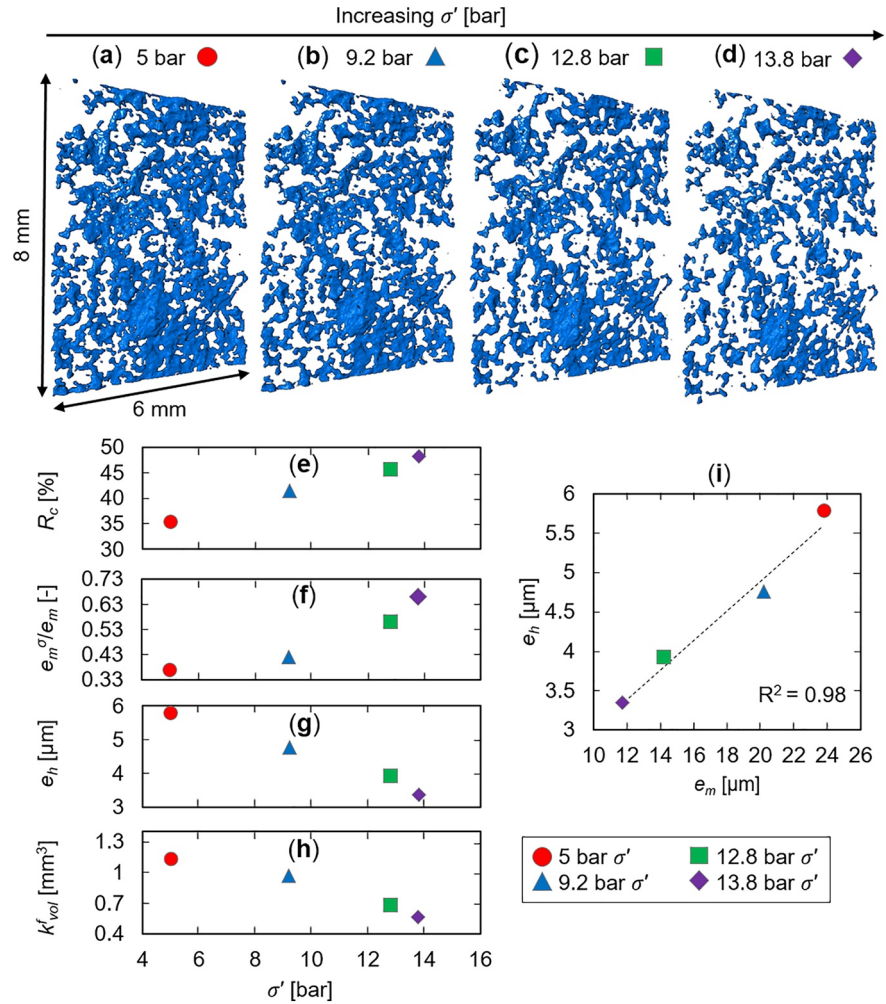 Increasing σ′ [bar]
(a) 5 bar (b) 9.2 bar (c) 12.8 bar (d) 13.8 bar
8 mm
6 mm
(e)
R_c [%]
50
45
40
35
30
(f)
e_m^σ/e_m [-]
0.73
0.63
0.53
0.43
0.33
(g)
e_h [µm]
6
5
4
3
(h)
k^f_vol [mm³]
1.3
1
0.7
0.4
4 6 8 10 12 14 16
σ′ [bar]
(i)
e_h [µm]
6
5.5
5
4.5
4
3.5
3
R² = 0.98
10 12 14 16 18 20 22 24 26
e_m [µm]
5 bar σ′ 12.8 bar σ′
9.2 bar σ′ 13.8 bar σ′